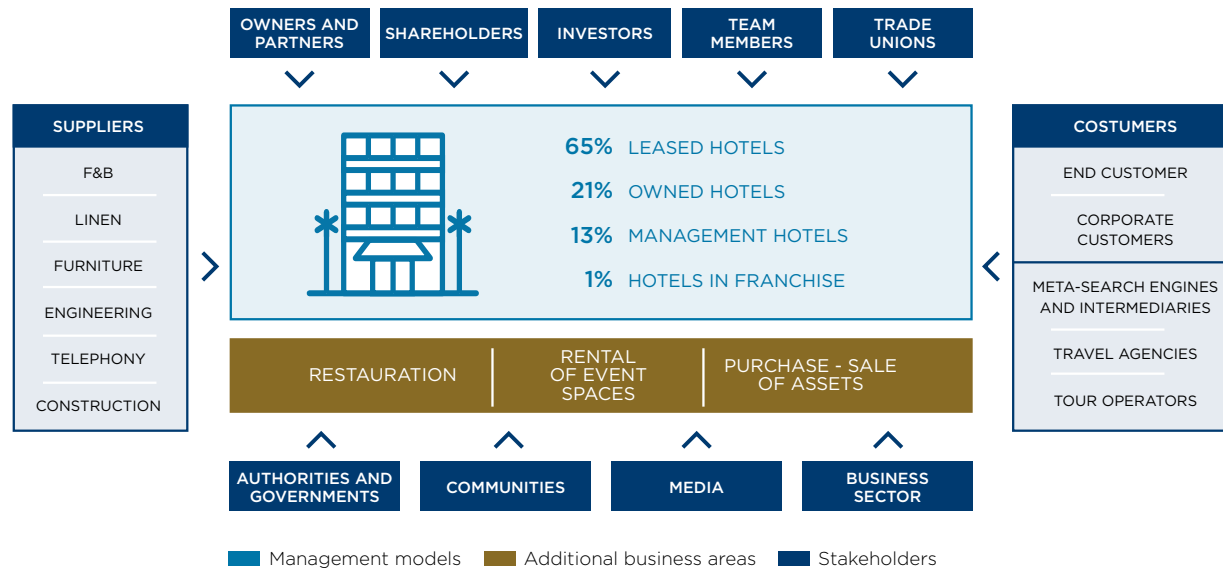 OWNERS AND
PARTNERS
SHAREHOLDERS
INVESTORS
TEAM
MEMBERS
TRADE
UNIONS
SUPPLIERS
F&B
LINEN
FURNITURE
ENGINEERING
TELEPHONY
CONSTRUCTION
65% LEASED HOTELS
21% OWNED HOTELS
13% MANAGEMENT HOTELS
1% HOTELS IN FRANCHISE
RESTAURATION
RENTAL
OF EVENT
SPACES
PURCHASE - SALE
OF ASSETS
COSTUMERS
END CUSTOMER
CORPORATE
CUSTOMERS
META-SEARCH ENGINES
AND INTERMEDIARIES
TRAVEL AGENCIES
TOUR OPERATORS
AUTHORITIES AND
GOVERNMENTS
COMMUNITIES
MEDIA
BUSINESS
SECTOR
Management models
Additional business areas
Stakeholders